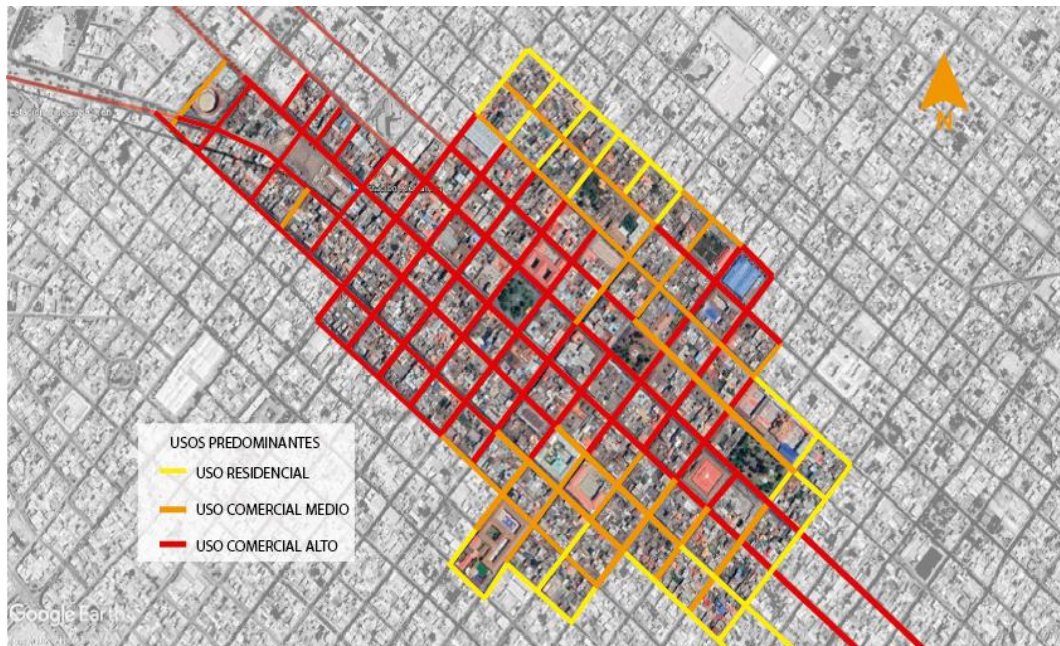 N
USOS PREDOMINANTES
USO RESIDENCIAL
USO COMERCIAL MEDIO
USO COMERCIAL ALTO
Google Earth